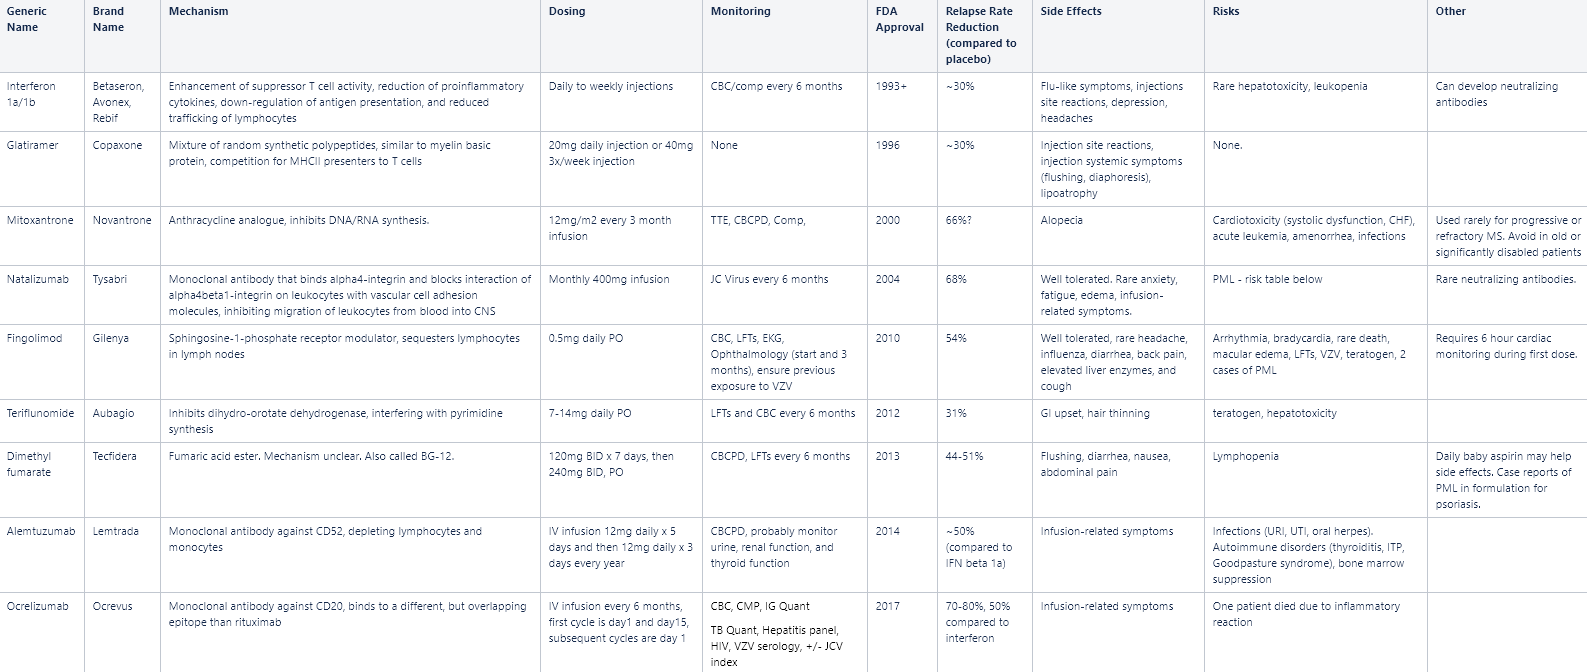 Generic Name
Brand Name
Mechanism
Dosing
Monitoring
FDA Approval
Relapse Rate Reduction (compared to placebo)
Side Effects
Risks
Other
Interferon 1a/1b
Betaseron, Avonex, Rebif
Enhancement of suppressor T cell activity, reduction of proinflammatory
cytokines, down-regulation of antigen presentation, and reduced
trafficking of lymphocytes
Daily to weekly injections
CBC/comp every 6 months
1993+
~30%
Flu-like symptoms, injections
site reactions, depression,
headaches
Rare hepatotoxicity, leukopenia
Can develop neutralizing
antibodies
Glatiramer
Copaxone
Mixture of random synthetic polypeptides, similar to myelin basic
protein, competition for MHCII presenters to T cells
20mg daily injection or 40mg
3x/week injection
None
1996
~30%
Injection site reactions,
injection systemic symptoms
(flushing, diaphoresis),
lipoatrophy
None.
Mitoxantrone
Novantrone
Anthracycline analogue, inhibits DNA/RNA synthesis.
12mg/m2 every 3 month
infusion
TTE, CBCPD, Comp,
2000
66%?
Alopecia
Cardiotoxicity (systolic dysfunction, CHF),
acute leukemia, amenorrhea, infections
Used rarely for progressive or
refractory MS. Avoid in old or
significantly disabled patients
Natalizumab
Tysabri
Monoclonal antibody that binds alpha4-integrin and blocks interaction of
alpha4beta1-integrin on leukocytes with vascular cell adhesion
molecules, inhibiting migration of leukocytes from blood into CNS
Monthly 400mg infusion
JC Virus every 6 months
2004
68%
Well tolerated. Rare anxiety,
fatigue, edema, infusion-
related symptoms.
PML - risk table below
Rare neutralizing antibodies.
Fingolimod
Gilenya
Sphingosine-1-phosphate receptor modulator, sequesters lymphocytes
in lymph nodes
0.5mg daily PO
CBC, LFTs, EKG,
Ophthalmology (start and 3
months), ensure previous
exposure to VZV
2010
54%
Well tolerated, rare headache,
influenza, diarrhea, back pain,
elevated liver enzymes, and
cough
Arrhythmia, bradycardia, rare death,
macular edema, LFTs, VZV, teratogen, 2
cases of PML
Requires 6 hour cardiac
monitoring during first dose.
Teriflunomide
Aubagio
Inhibits dihydro-orotate dehydrogenase, interfering with pyrimidine
synthesis
7-14mg daily PO
LFTs and CBC every 6 months
2012
31%
GI upset, hair thinning
teratogen, hepatotoxicity
Dimethyl
fumarate
Tecfidera
Fumaric acid ester. Mechanism unclear. Also called BG-12.
120mg BID x 7 days, then
240mg BID, PO
CBCPD, LFTs every 6 months
2013
44-51%
Flushing, diarrhea, nausea,
abdominal pain
Lymphopenia
Daily baby aspirin may help
side effects. Case reports of
PML in formulation for
psoriasis.
Alemtuzumab
Lemtrada
Monoclonal antibody against CD52, depleting lymphocytes and
monocytes
IV infusion 12mg daily x 5
days and then 12mg daily x 3
days every year
CBCPD, probably monitor
urine, renal function, and
thyroid function
2014
~50%
(compared to
IFN beta 1a)
Infusion-related symptoms
Infections (URI, UTI, oral herpes).
Autoimmune disorders (thyroiditis, ITP,
Goodpasture syndrome), bone marrow
suppression
Ocrelizumab
Ocrevus
Monoclonal antibody against CD20, binds to a different, but overlapping
epitope than rituximab
IV infusion every 6 months,
first cycle is day1 and day15,
subsequent cycles are day 1
CBC, CMP, IG Quant
TB Quant, Hepatitis panel,
HIV, VZV serology, +/- JCV
index
2017
70-80%, 50%
compared to
interferon
Infusion-related symptoms
One patient died due to inflammatory
reaction